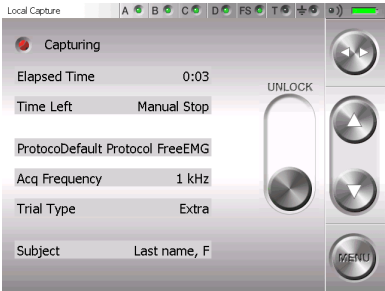 Local Capture A B C D FS T
Capturing
Elapsed Time 0:03
Time Left Manual Stop
ProtocoDefault Protocol FreeEMG
Acq Frequency 1 kHz
Trial Type Extra
Subject Last name, F
UNLOCK
MENU